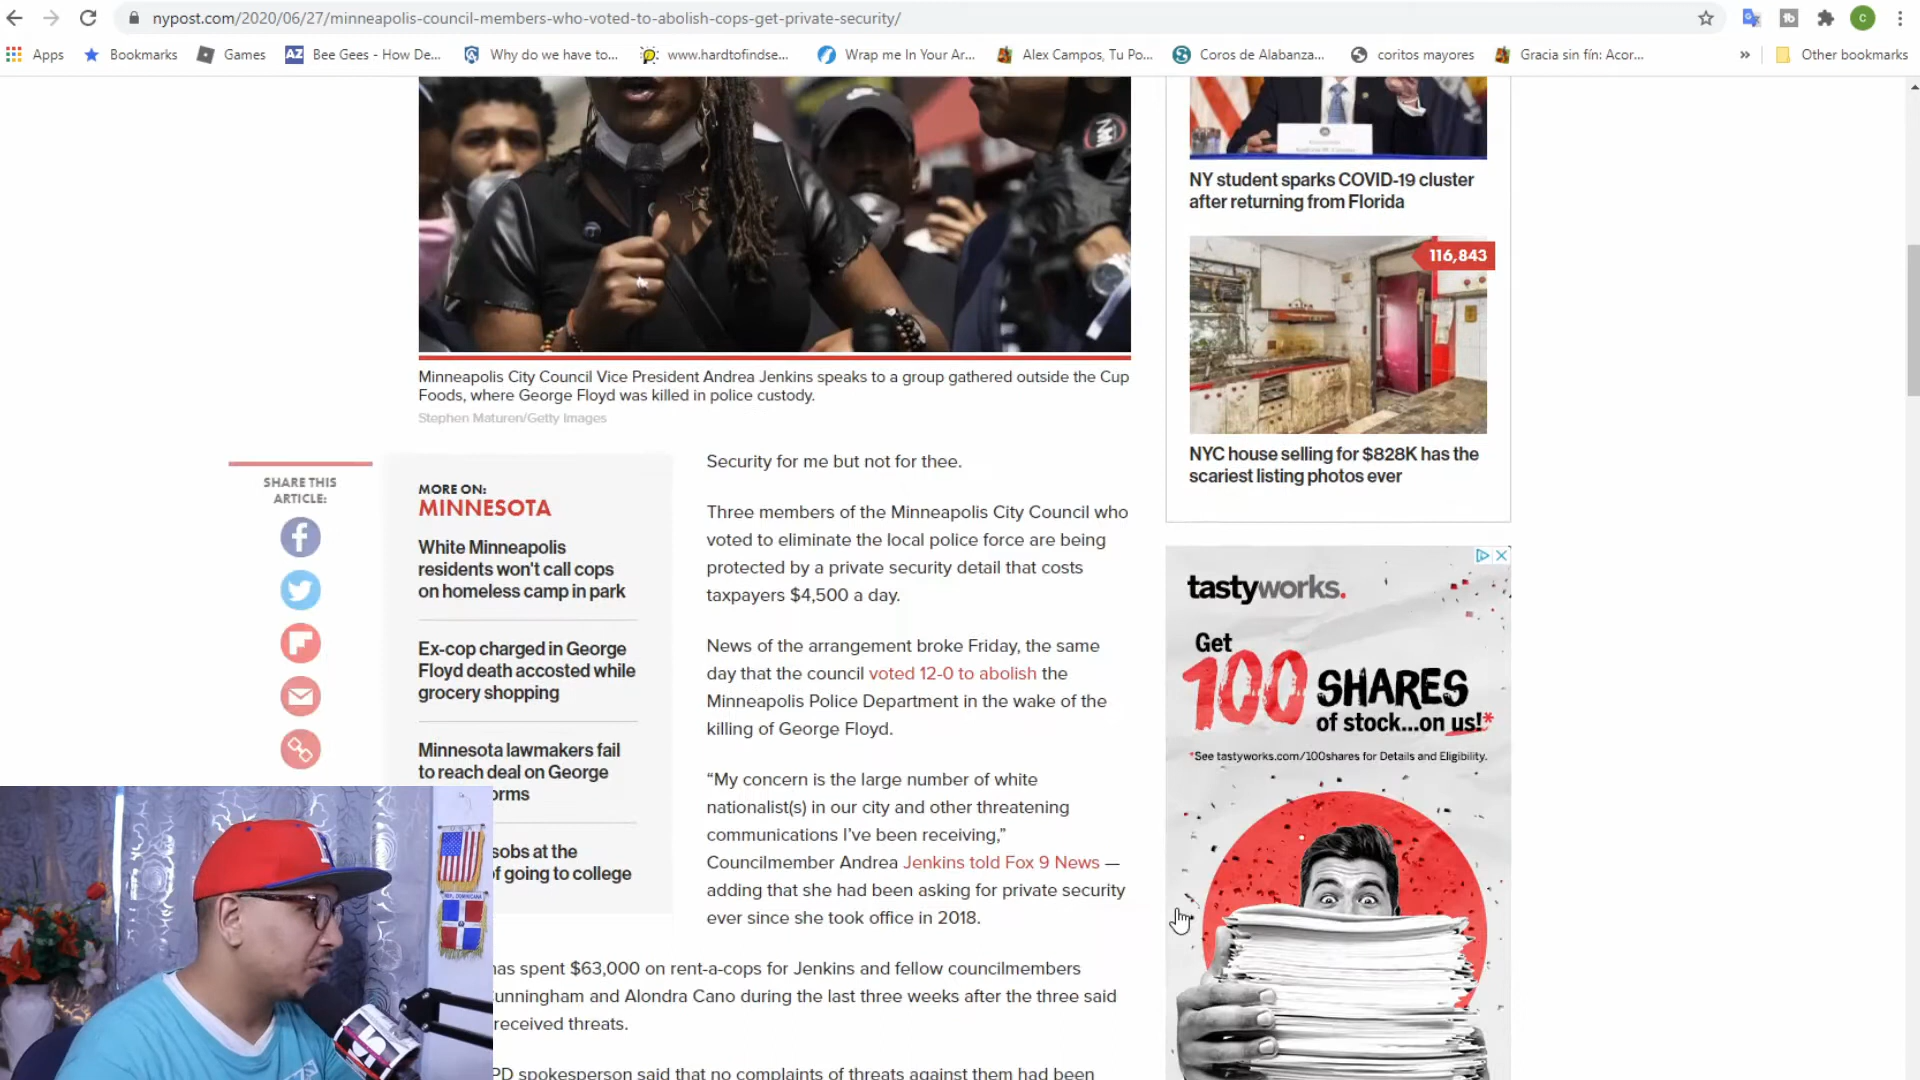 nypost.com/2020/06/27/minneapolis-council-members-who-voted-to-abolish-cops-get-private-security/
C
Apps
Bookmarks
Games
AZ
Bee Gees - How De...
Why do we have to...
www.hardtofindse...
Wrap me In Your Ar...
Alex Campos, Tu Po...
Coros de Alabanza...
coritos mayores
Gracia sin fín: Acor...
»
Other bookmarks
Minneapolis City Council Vice President Andrea Jenkins speaks to a group gathered outside the Cup
Foods, where George Floyd was killed in police custody.
Stephen Maturen/Getty Images
SHARE THIS
ARTICLE:
MORE ON:
MINNESOTA
White Minneapolis
residents won't call cops
on homeless camp in park
Ex-cop charged in George
Floyd death accosted while
grocery shopping
Minnesota lawmakers fail
to reach deal on George
orms
sobs at the
of going to college
Security for me but not for thee.
Three members of the Minneapolis City Council who
voted to eliminate the local police force are being
protected by a private security detail that costs
taxpayers $4,500 a day.
News of the arrangement broke Friday, the same
day that the council voted 12-0 to abolish the
Minneapolis Police Department in the wake of the
killing of George Floyd.
“My concern is the large number of white
nationalist(s) in our city and other threatening
communications I’ve been receiving,”
Councilmember Andrea Jenkins told Fox 9 News —
adding that she had been asking for private security
ever since she took office in 2018.
has spent $63,000 on rent-a-cops for Jenkins and fellow councilmembers
unningham and Alondra Cano during the last three weeks after the three said
received threats.
PD spokesperson said that no complaints of threats against them had been
NY student sparks COVID-19 cluster
after returning from Florida
116,843
NYC house selling for $828K has the
scariest listing photos ever
tastyworks.
Get
100 SHARES
of stock...on us!*
*See tastyworks.com/100shares for Details and Eligibility.